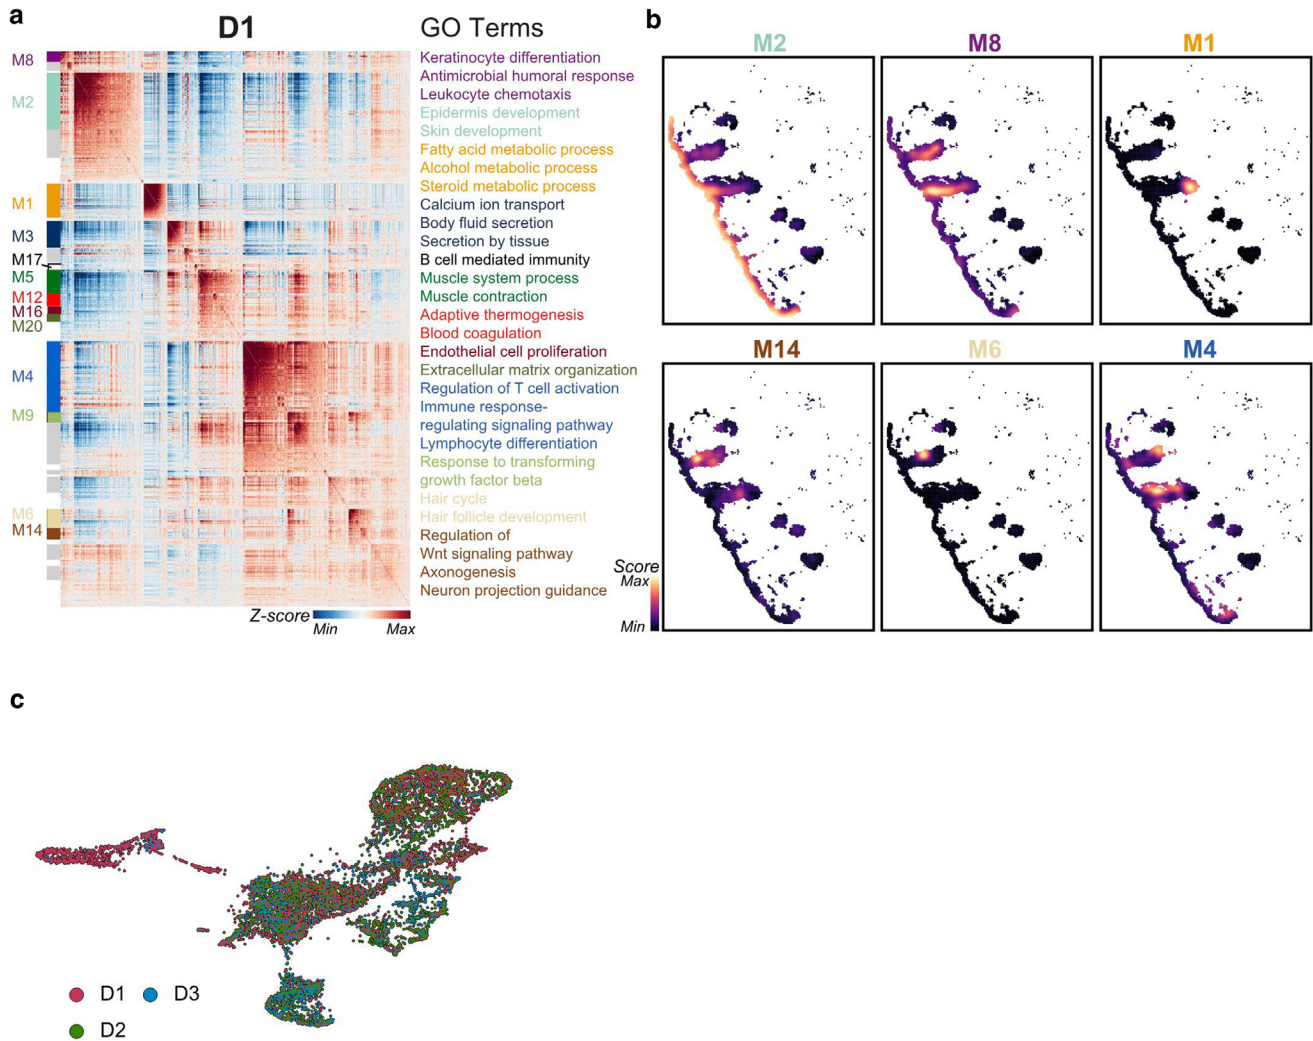 a
D1
GO Terms
M8
M2
M1
M3
M17
M5
M12
M16
M20
M4
M9
M6
M14
Keratinocyte differentiation
Antimicrobial humoral response
Leukocyte chemotaxis
Epidermis development
Skin development
Fatty acid metabolic process
Alcohol metabolic process
Steroid metabolic process
Calcium ion transport
Body fluid secretion
Secretion by tissue
B cell mediated immunity
Muscle system process
Muscle contraction
Adaptive thermogenesis
Blood coagulation
Endothelial cell proliferation
Extracellular matrix organization
Regulation of T cell activation
Immune response-
regulating signaling pathway
Lymphocyte differentiation
Response to transforming
growth factor beta
Hair cycle
Hair follicle development
Regulation of
Wnt signaling pathway
Axonogenesis
Neuron projection guidance
Z-score
Min Max
b
M2 M8 M1
M14 M6 M4
Score
Max
Min
c
D1 D3
D2